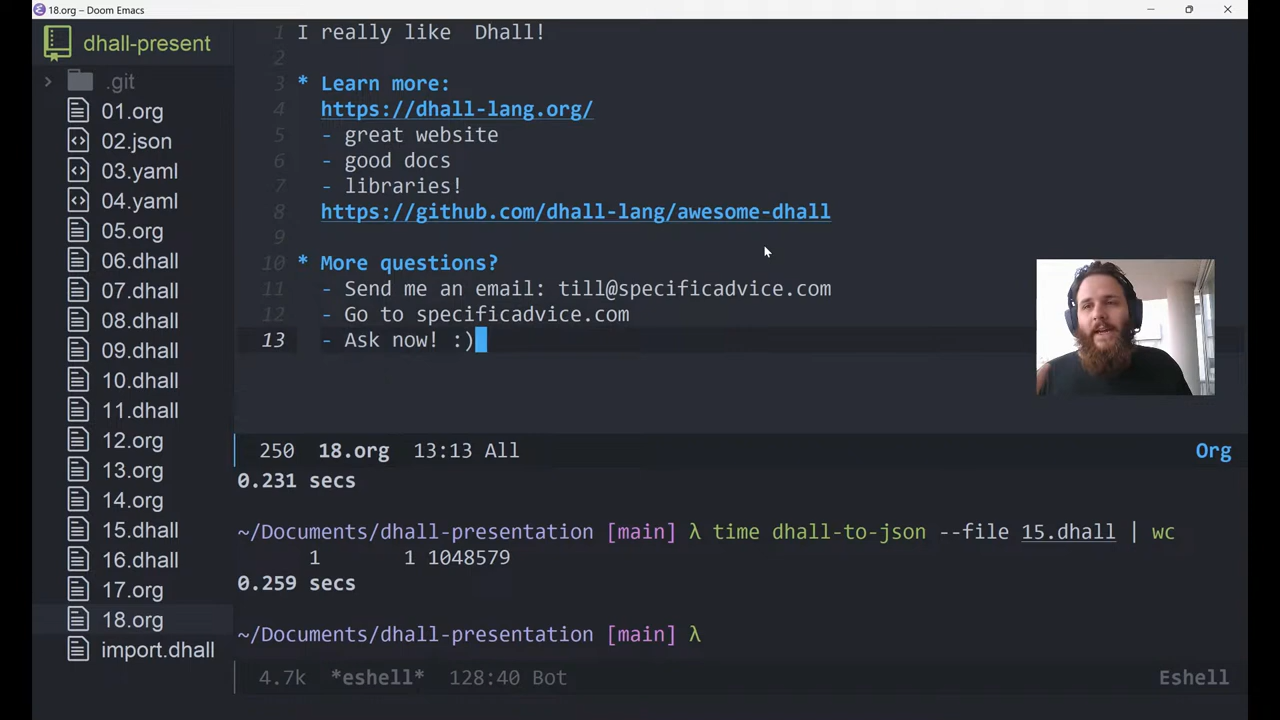 18.org – Doom Emacs
dhall-present
.git
01.org
02.json
03.yaml
04.yaml
05.org
06.dhall
07.dhall
08.dhall
09.dhall
10.dhall
11.dhall
12.org
13.org
14.org
15.dhall
16.dhall
17.org
18.org
import.dhall
1 I really like  Dhall!
2
3 * Learn more:
4 https://dhall-lang.org/
5 - great website
6 - good docs
7 - libraries!
8 https://github.com/dhall-lang/awesome-dhall
9
10 * More questions?
11 - Send me an email: till@specificadvice.com
12 - Go to specificadvice.com
13 - Ask now! :)
250 18.org 13:13 All Org
0.231 secs
~/Documents/dhall-presentation [main] λ time dhall-to-json --file 15.dhall | wc
1 1 1048579
0.259 secs
~/Documents/dhall-presentation [main] λ
4.7k *eshell* 128:40 Bot Eshell